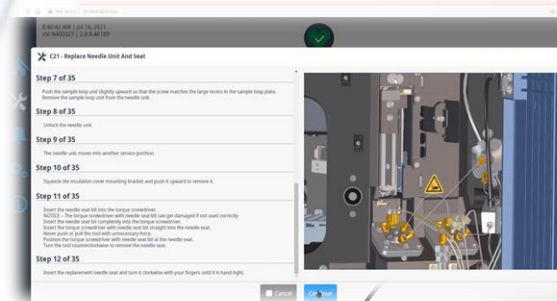 8:40:42 AM | Jul 14, 2021
C21 - Replace Needle Unit And Seat
Step 7 of 35
Push the sample loop unit slightly upward so that the screw matches the large recess in the sample loop plate.
Remove the sample loop unit from the needle unit.
Step 8 of 35
Unlock the needle unit.
Step 9 of 35
The needle unit moves into another service position.
Step 10 of 35
Squeeze the insulation cover mounting bracket and push it upward to remove it.
Step 11 of 35
Insert the needle seat bit into the torque screwdriver.
NOTICE - The torque screwdriver with needle seat bit can get damaged if not used correctly.
Insert the needle seat bit completely into the torque screwdriver.
Insert the torque screwdriver with needle seat bit straight into the needle seat.
Never push or pull the tool with unnecessary force.
Position the torque screwdriver with needle seat bit at the needle seat.
Turn the tool counterclockwise to remove the needle seat.
Step 12 of 35
Insert the replacement needle seat and turn it clockwise with your fingers until it is hand-tight.
Cancel
Continue